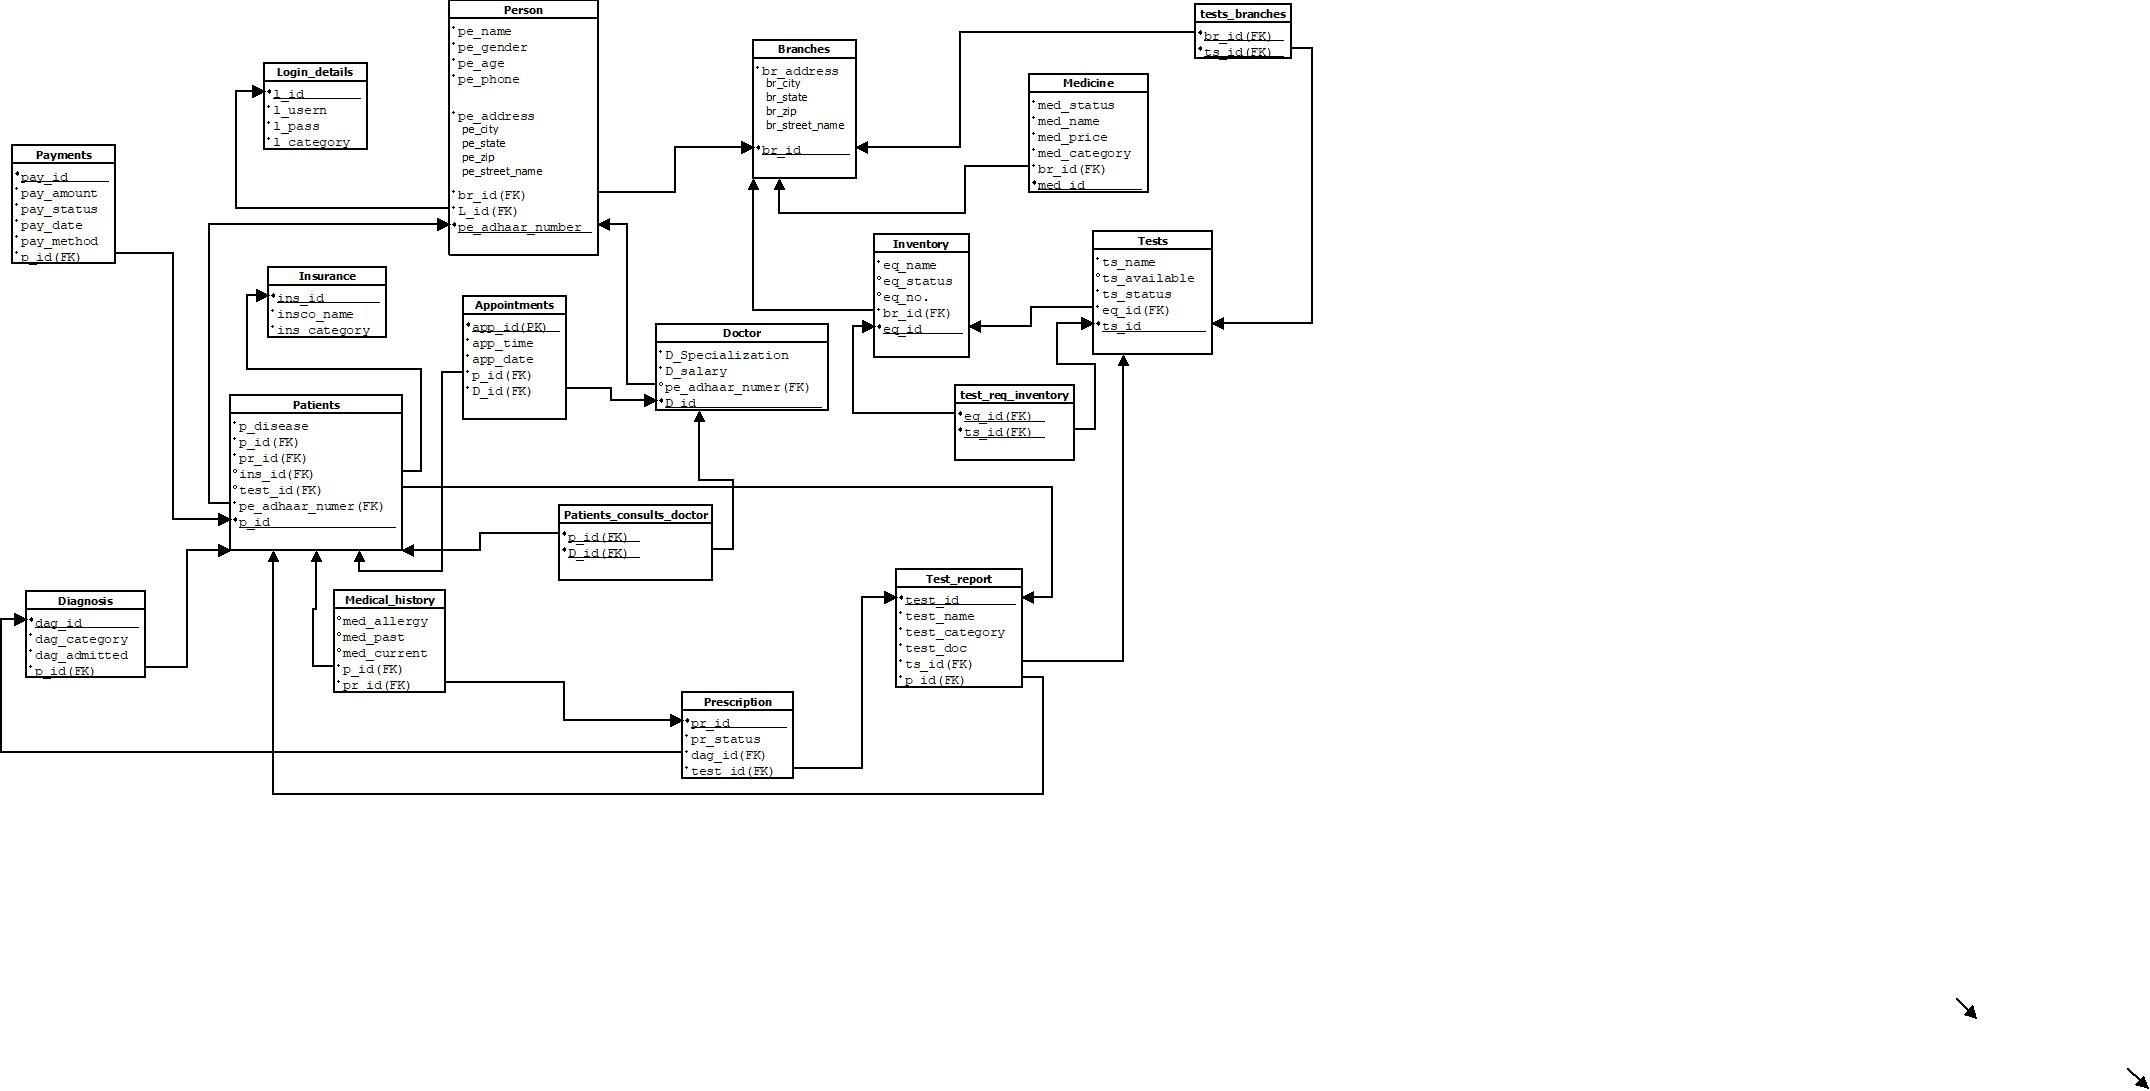 Person
pe_name
pe_gender
pe_age
pe_phone
pe_address
pe_city
pe_state
pe_zip
pe_street_name
br_id(FK)
L_id(FK)
pe_adhaar_number
tests_branches
br_id(FK)
ts_id(FK)
Branches
br_address
br_city
br_state
br_zip
br_street_name
br_id
Login_details
l_id
l_usern
l_pass
l_category
Medicine
med_status
med_name
med_price
med_category
br_id(FK)
med_id
Payments
pay_id
pay_amount
pay_status
pay_date
pay_method
p_id(FK)
Inventory
eq_name
eq_status
eq_no.
br_id(FK)
eq_id
Tests
ts_name
ts_available
ts_status
eq_id(FK)
ts_id
Insurance
ins_id
insco_name
ins_category
Appointments
app_id(PK)
app_time
app_date
p_id(FK)
D_id(FK)
Doctor
D_Specialization
D_salary
pe_adhaar_numer(FK)
D_id
test_req_inventory
eq_id(FK)
ts_id(FK)
Patients
p_disease
p_id(FK)
pr_id(FK)
ins_id(FK)
test_id(FK)
pe_adhaar_numer(FK)
p_id
Patients_consults_doctor
p_id(FK)
D_id(FK)
Test_report
test_id
test_name
test_category
test_doc
ts_id(FK)
p_id(FK)
Diagnosis
dag_id
dag_category
dag_admitted
p_id(FK)
Medical_history
med_allergy
med_past
med_current
p_id(FK)
pr_id(FK)
Prescription
pr_id
pr_status
dag_id(FK)
test_id(FK)